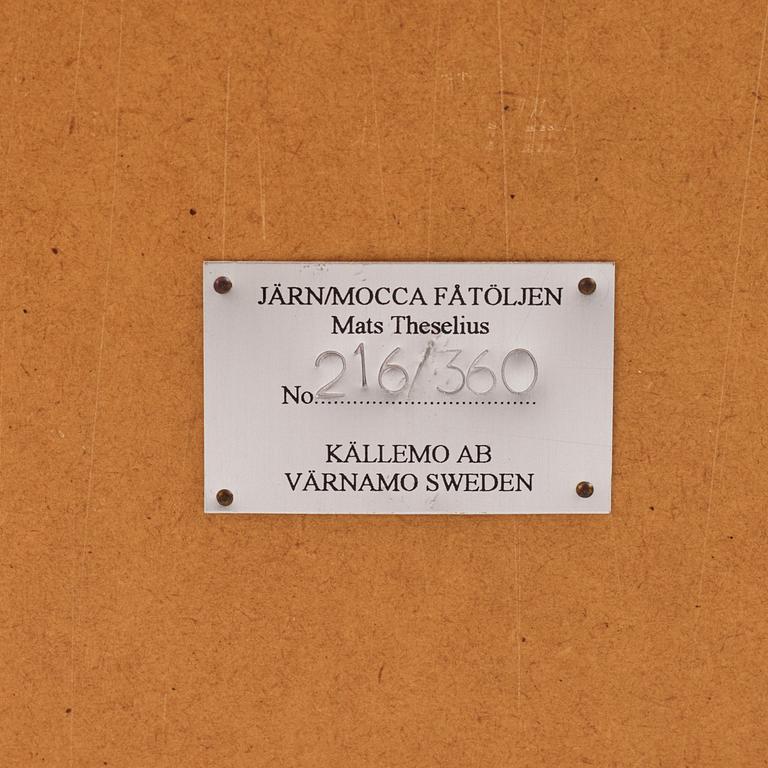 JÄRN/MOCCA FÅTÖLJEN
Mats Theselius
No 216/360
KÄLLEMO AB
VÄRNAMO SWEDEN